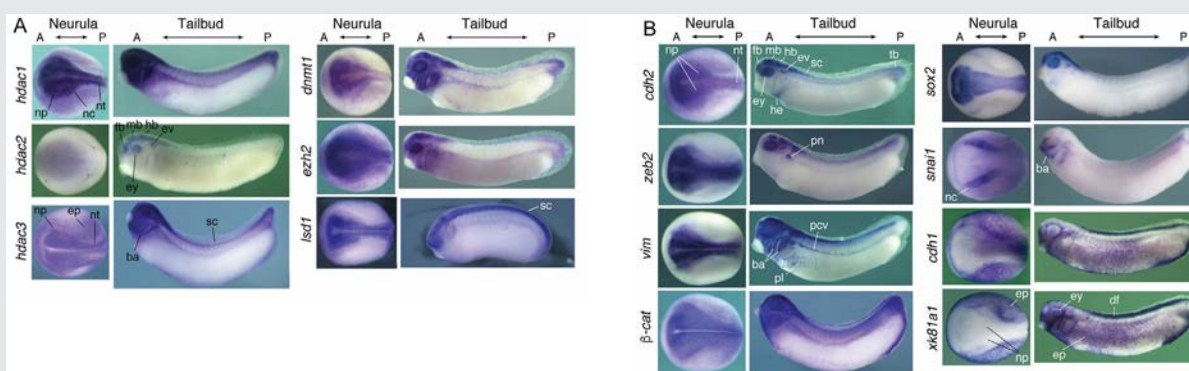 A
Neurula
Tailbud
A P A P
hdac1
np nc nt
hdac2
fb mb hb ev
ey
hdac3
np ep nt
sc
ba
Neurula
Tailbud
A P A P
dnmt1
ezh2
lsd1
sc
B
Neurula
Tailbud
A P A P
cdh2
np nt
fb mb hb ev sc tb
ey he
zeb2
pn
vim
pcv
ba pl
β-cat
Neurula
Tailbud
A P A P
sox2
snai1
nc
ba
cdh1
xk81a1
ep
np
ey df
ep